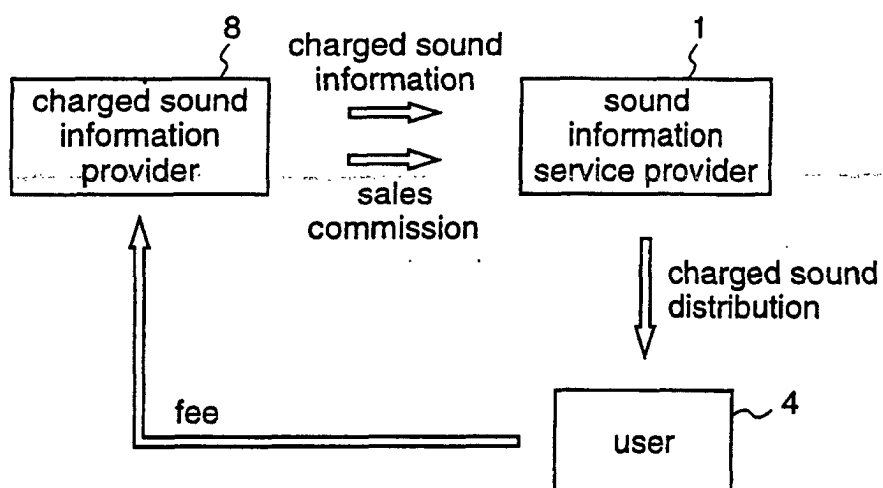 8
charged sound
information
provider
charged sound
information
sales
commission
1
sound
information
service provider
charged sound
distribution
4
user
fee